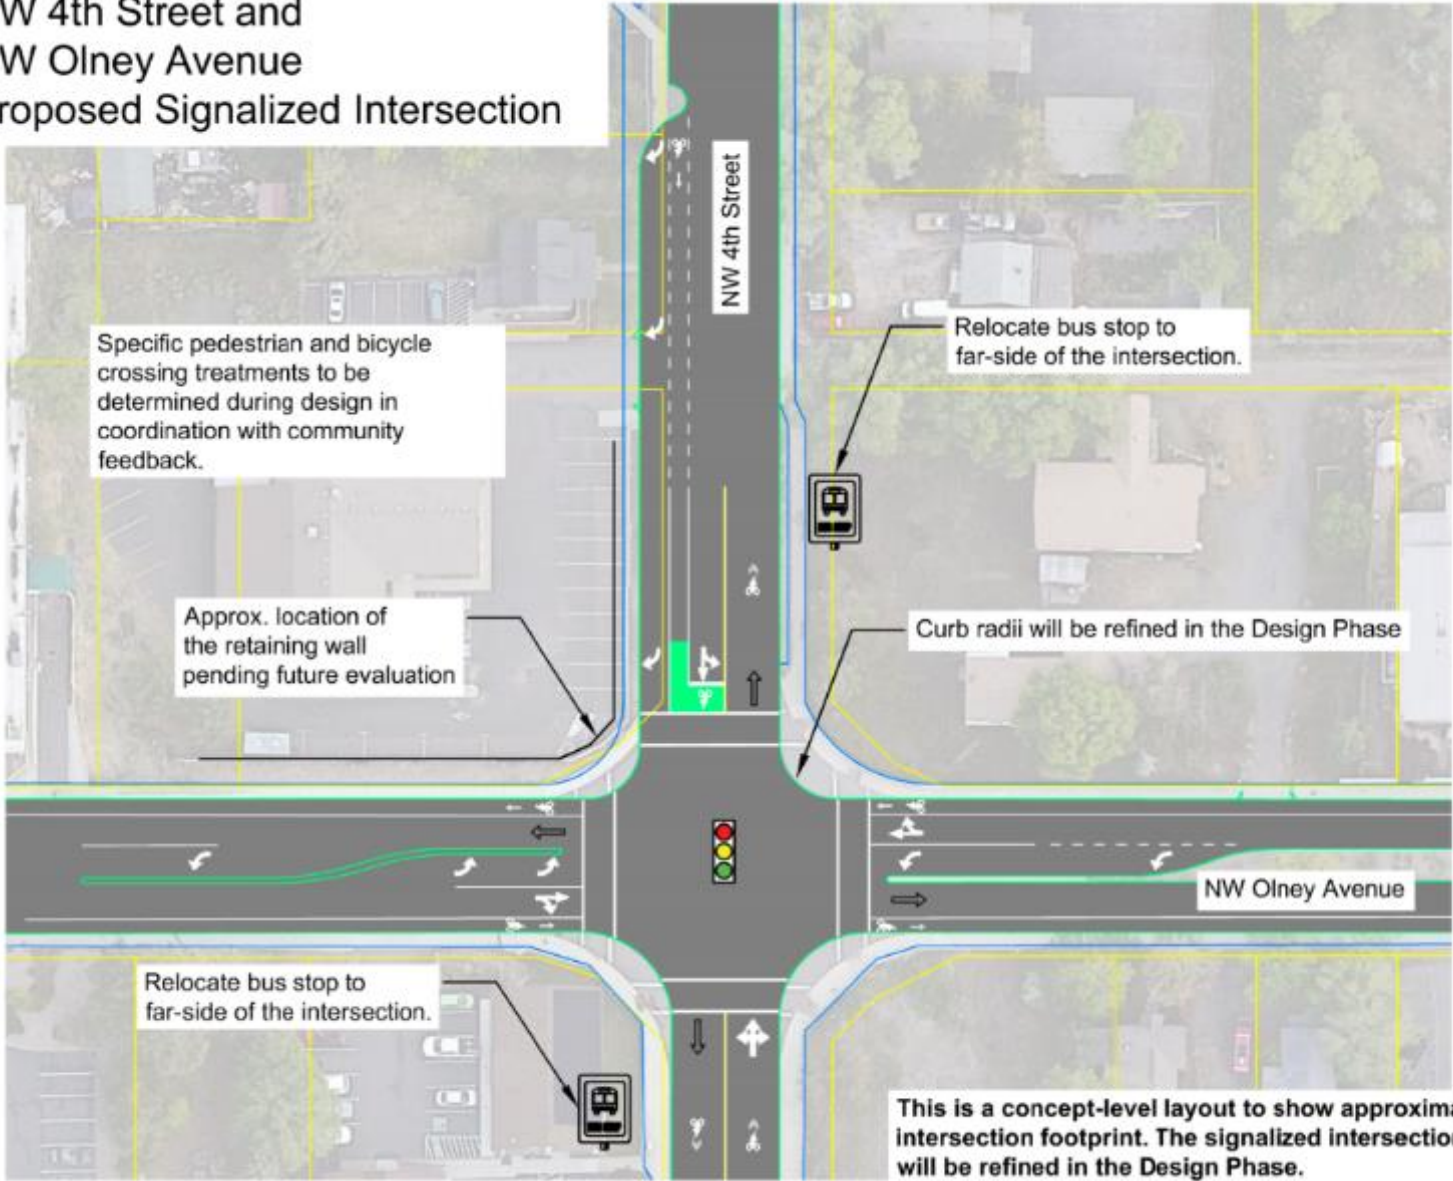 W 4th Street and
W Olney Avenue
roposed Signalized Intersection
NW 4th Street
Relocate bus stop to
far-side of the intersection.
Specific pedestrian and bicycle
crossing treatments to be
determined during design in
coordination with community
feedback.
Approx. location of
the retaining wall
pending future evaluation
Curb radii will be refined in the Design Phase
NW Olney Avenue
Relocate bus stop to
far-side of the intersection.
This is a concept-level layout to show approxima
intersection footprint. The signalized intersectio
will be refined in the Design Phase.